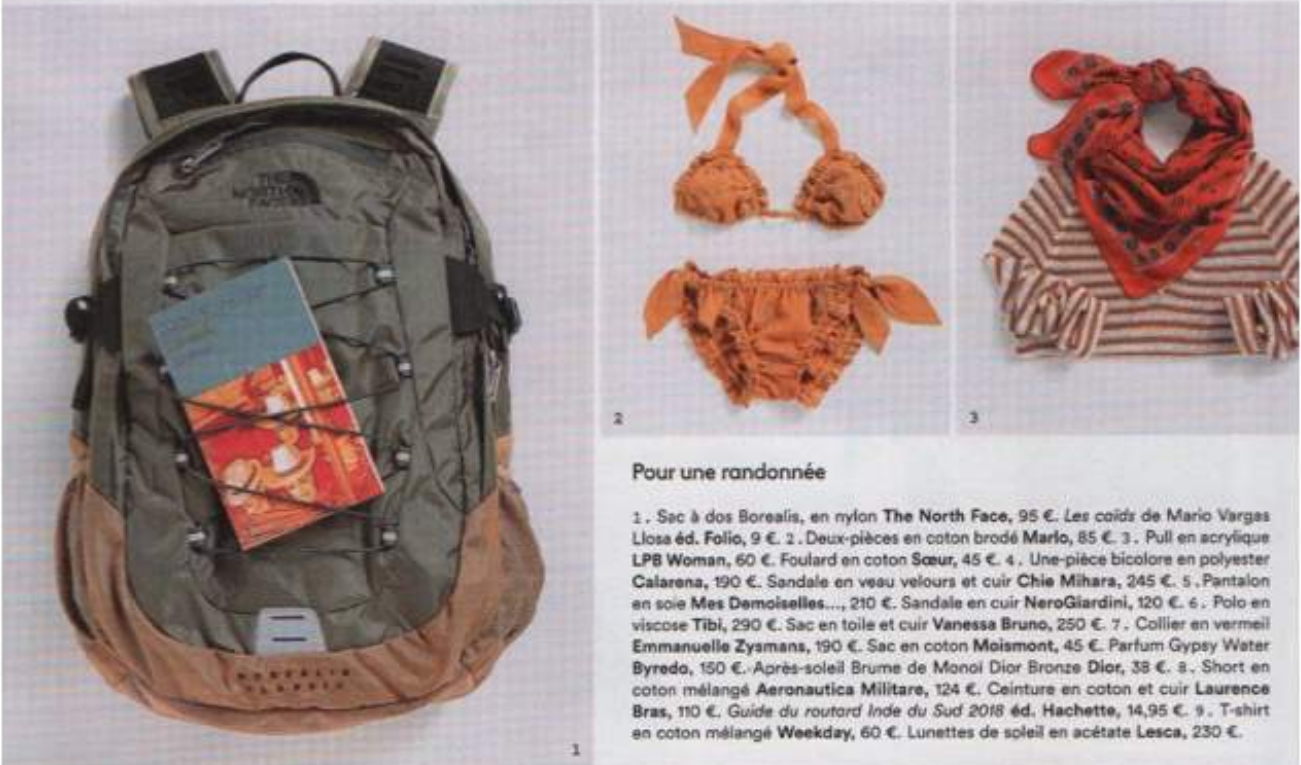 THE
NORTH
FACE
BOREALIS
CLASSIC
1
2
3
Pour une randonnée
1. Sac à dos Borealis, en nylon The North Face, 95 €. Les caïds de Mario Vargas
Llosa éd. Folio, 9 €. 2. Deux-pièces en coton brodé Marlo, 85 €. 3. Pull en acrylique
LPB Woman, 60 €. Foulard en coton Sœur, 45 €. 4. Une-pièce bicolore en polyester
Calarena, 190 €. Sandale en veau velours et cuir Chie Mihara, 245 €. 5. Pantalon
en soie Mes Demoiselles..., 210 €. Sandale en cuir NeroGiardini, 120 €. 6. Polo en
viscose Tibi, 290 €. Sac en toile et cuir Vanessa Bruno, 250 €. 7. Collier en vermeil
Emmanuelle Zysmans, 190 €. Sac en coton Moismont, 45 €. Parfum Gypsy Water
Byredo, 150 €. Après-soleil Brume de Monoï Dior Bronze Dior, 38 €. 8. Short en
coton mélangé Aeronautica Militare, 124 €. Ceinture en coton et cuir Laurence
Bras, 110 €. Guide du routard Inde du Sud 2018 éd. Hachette, 14,95 €. 9. T-shirt
en coton mélangé Weekday, 60 €. Lunettes de soleil en acétate Lesca, 230 €.